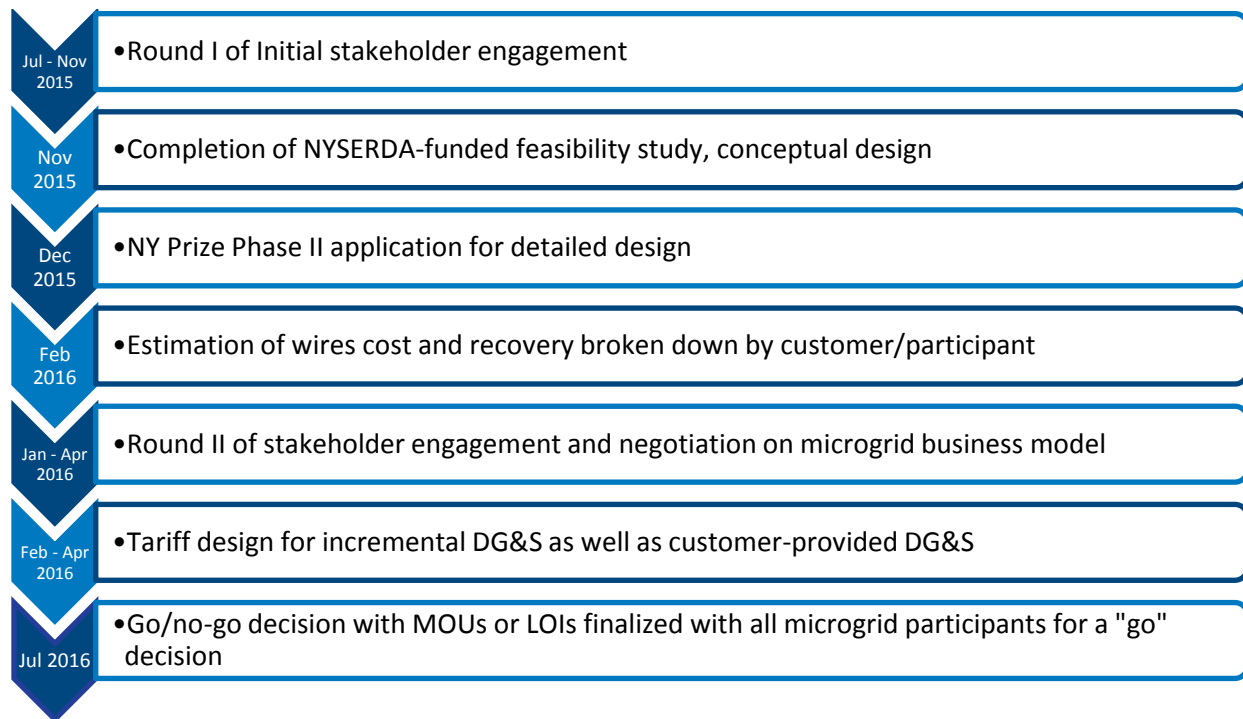 Jul - Nov
2015
•Round I of Initial stakeholder engagement
Nov
2015
•Completion of NYSERDA-funded feasibility study, conceptual design
Dec
2015
•NY Prize Phase II application for detailed design
Feb
2016
•Estimation of wires cost and recovery broken down by customer/participant
Jan - Apr
2016
•Round II of stakeholder engagement and negotiation on microgrid business model
Feb - Apr
2016
•Tariff design for incremental DG&S as well as customer-provided DG&S
Jul 2016
•Go/no-go decision with MOUs or LOIs finalized with all microgrid participants for a "go"
decision